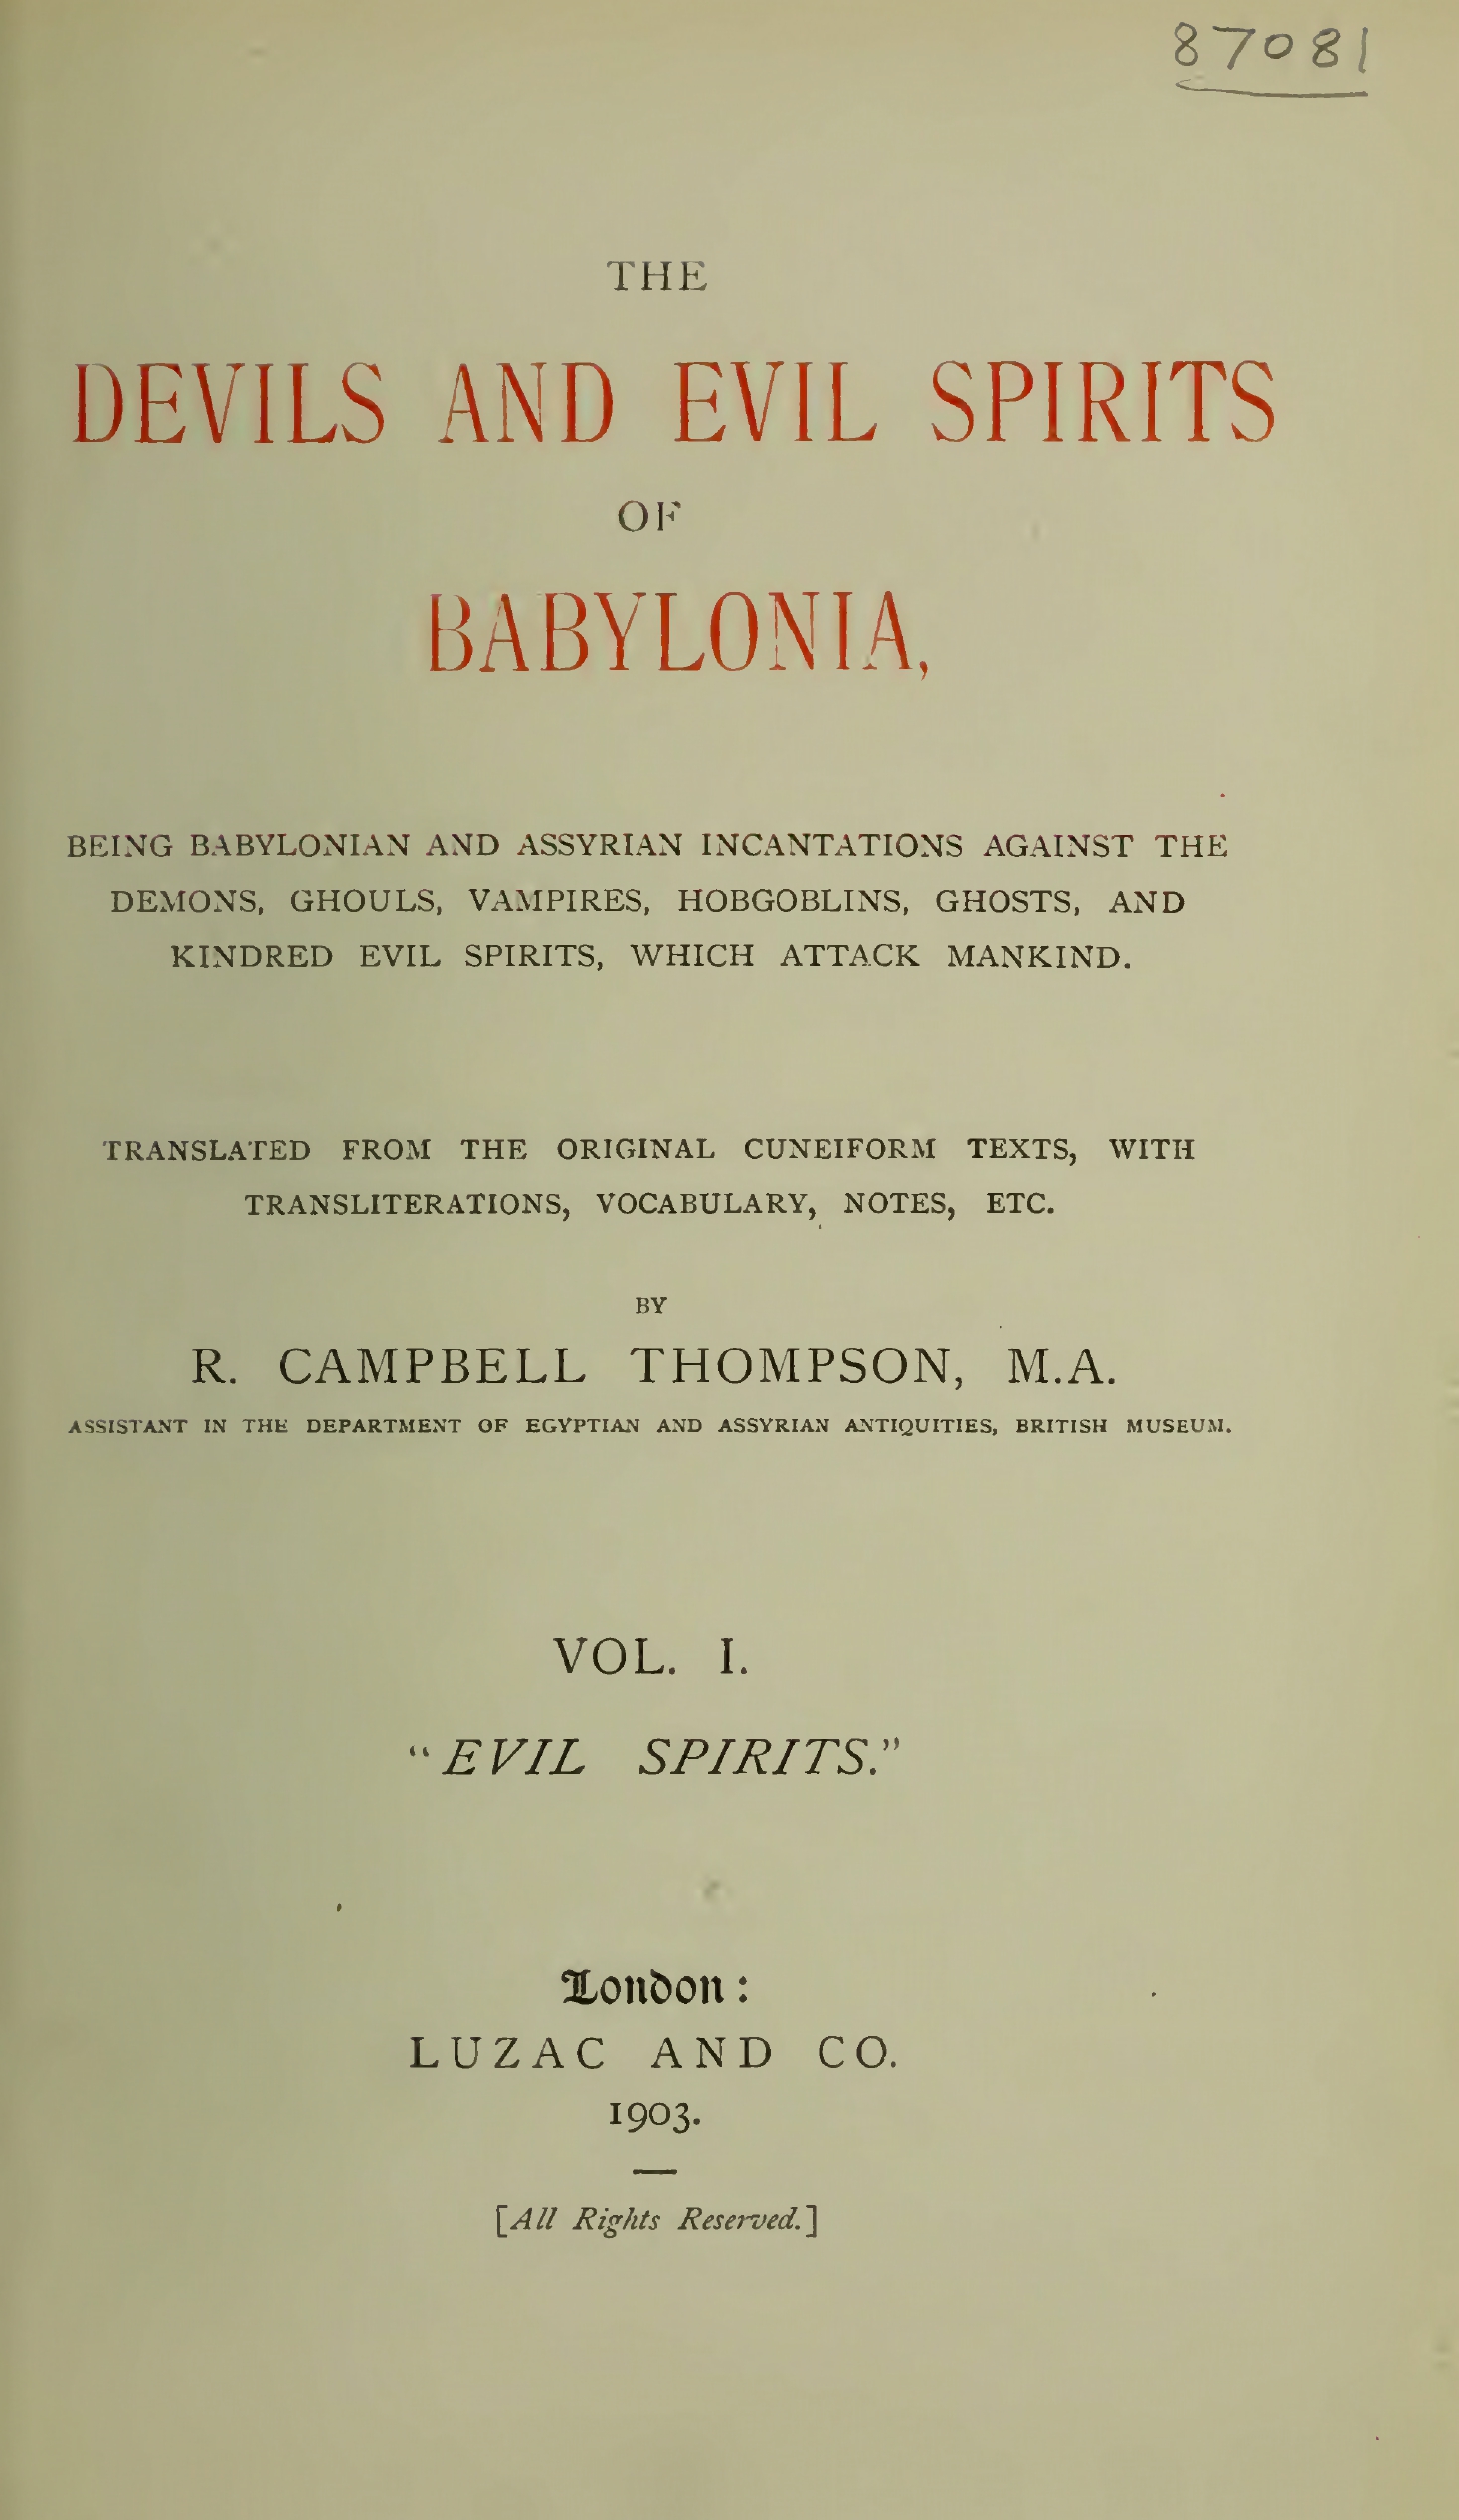 87081
THE
DEVILS AND EVIL SPIRITS
OF
BABYLONIA,
BEING BABYLONIAN AND ASSYRIAN INCANTATIONS AGAINST THE
DEMONS, GHOULS, VAMPIRES, HOBGOBLINS, GHOSTS, AND
KINDRED EVIL SPIRITS, WHICH ATTACK MANKIND.
TRANSLATED FROM THE ORIGINAL CUNEIFORM TEXTS, WITH
TRANSLITERATIONS, VOCABULARY, NOTES, ETC.
BY
R. CAMPBELL THOMPSON, M.A.
ASSISTANT IN THE DEPARTMENT OF EGYPTIAN AND ASSYRIAN ANTIQUITIES, BRITISH MUSEUM.
VOL. I.
“EVIL SPIRITS.”
London:
LUZAC AND CO.
1903.
[All Rights Reserved.]